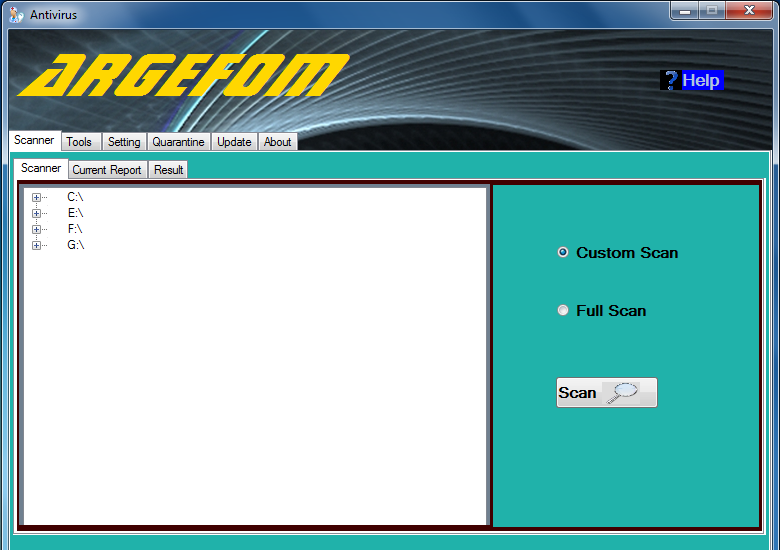 Antivirus
ARGEFOM
? Help
Scanner Tools Setting Quarantine Update About
Scanner Current Report Result
C:\
E:\
F:\
G:\
Custom Scan
Full Scan
Scan